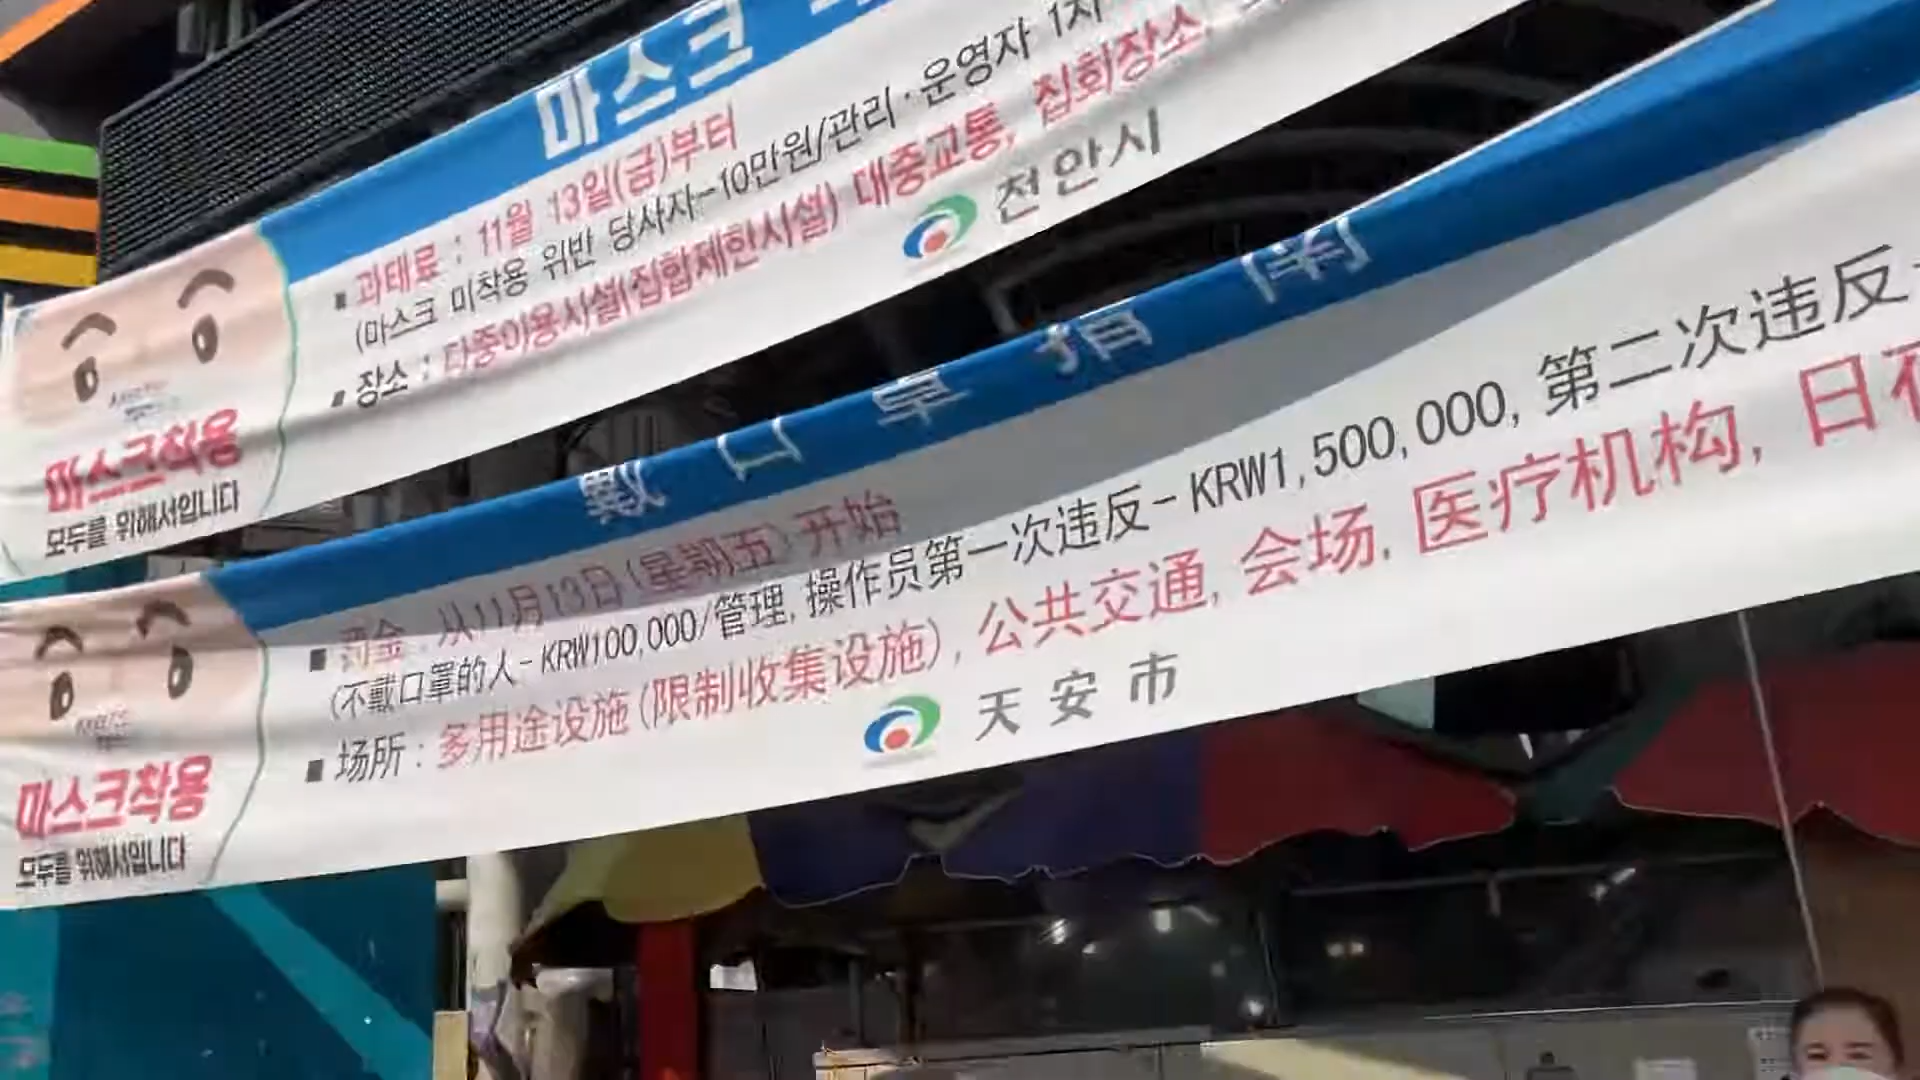 마스크
▪ 과태료 : 11월 13일(금)부터
(마스크 미착용 위반 당사자-10만원/관리·운영자 1차
▪ 장소 : 다중이용시설(집합제한시설) 대중교통, 집회장소,
천안시
마스크착용
모두를 위해서입니다
戴口罩指南
▪ 罚金 : 从11月13日(星期五) 开始
(不戴口罩的人-KRW100,000/管理, 操作员第一次违反-KRW1,500,000, 第二次违反-
▪ 场所 : 多用途设施(限制收集设施), 公共交通, 会场, 医疗机构, 日
天安市
마스크착용
모두를 위해서입니다